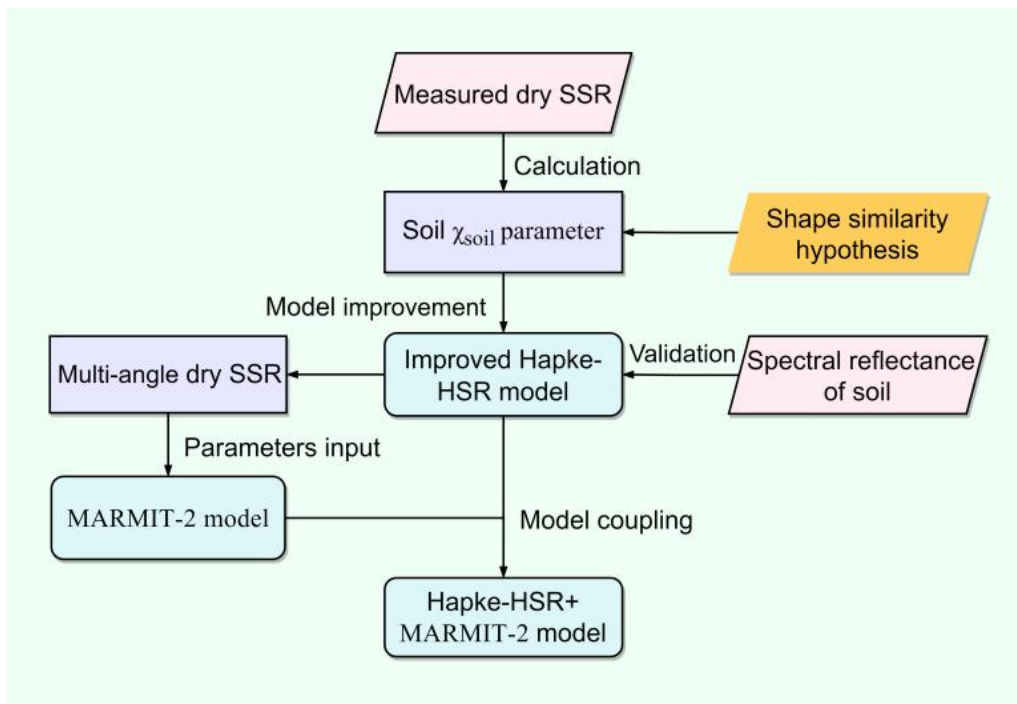 Measured dry SSR
Calculation
Soil χsoil parameter
Shape similarity
hypothesis
Model improvement
Multi-angle dry SSR
Improved Hapke-
HSR model
Validation
Spectral reflectance
of soil
Parameters input
MARMIT-2 model
Model coupling
Hapke-HSR+
MARMIT-2 model